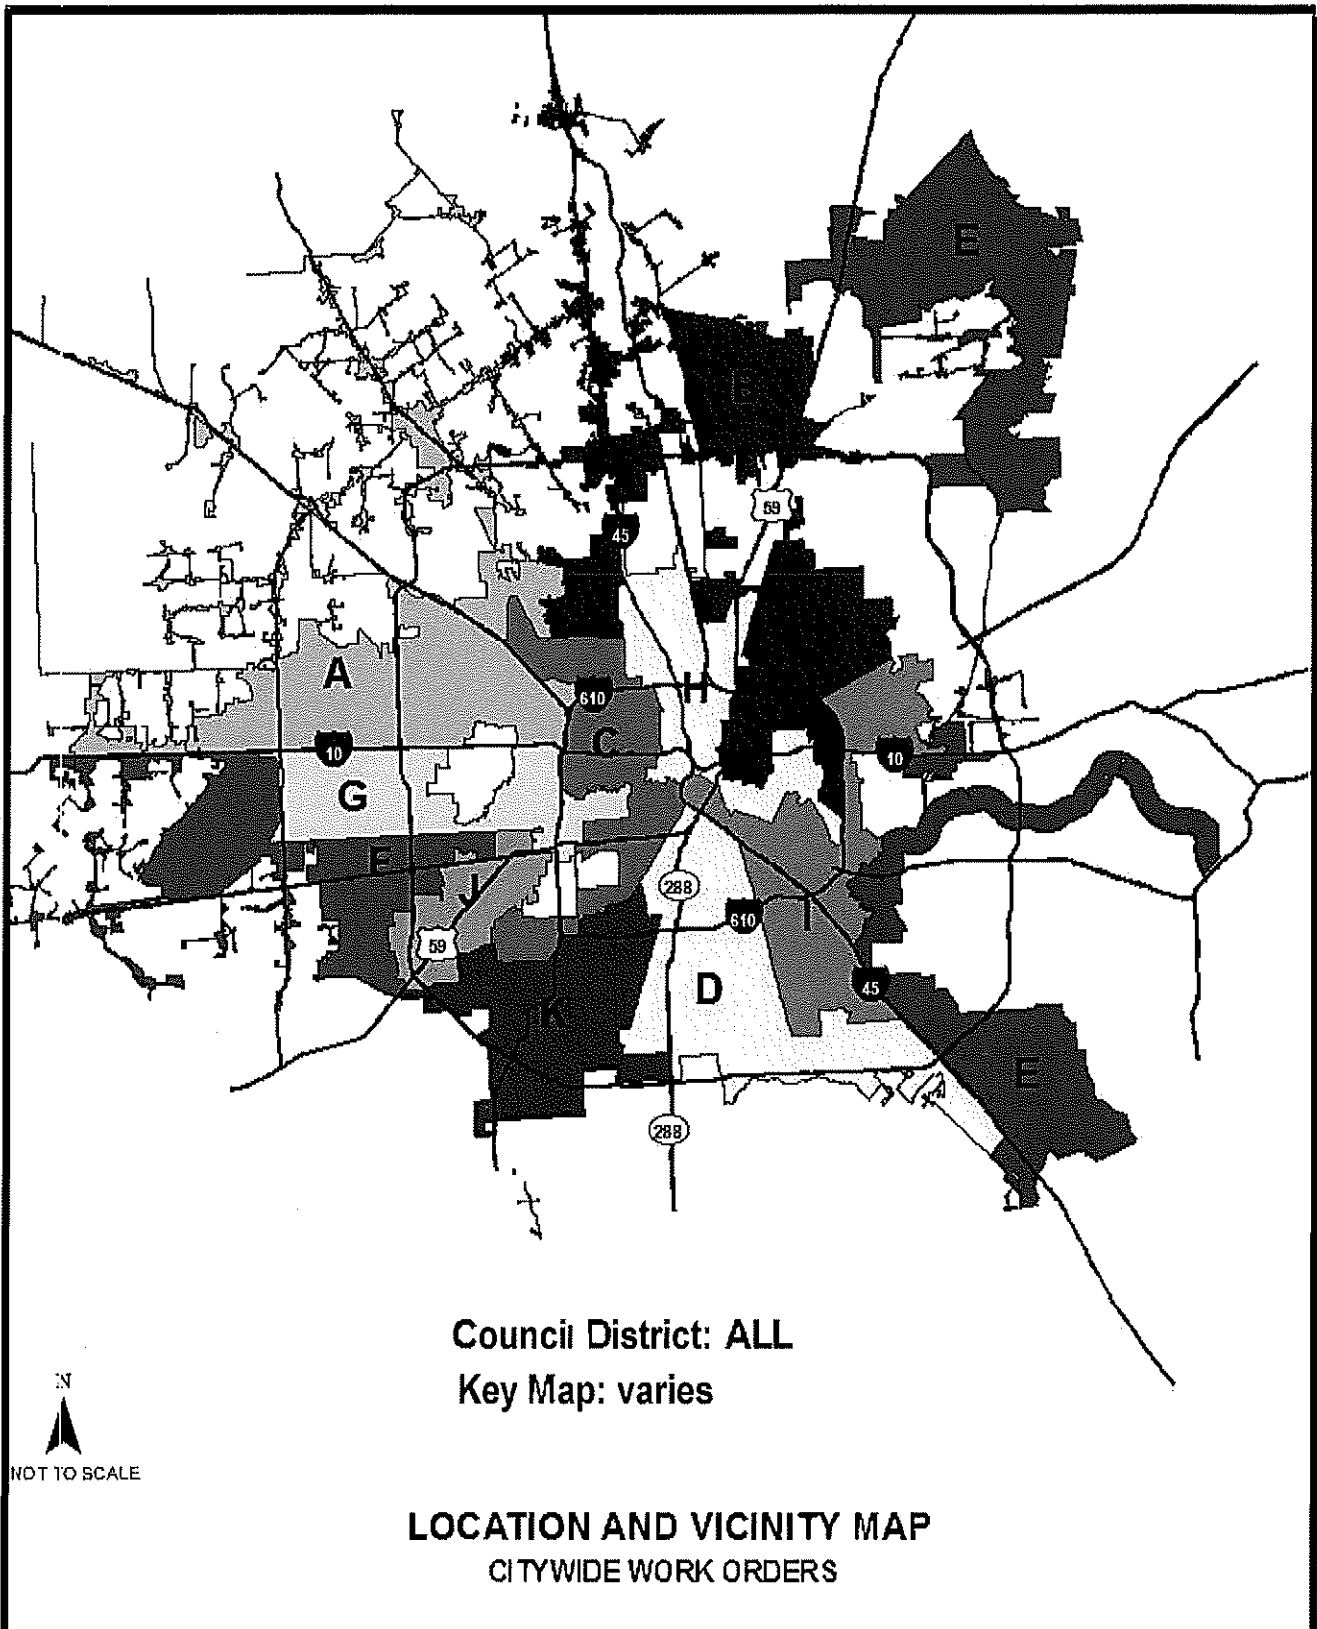 E
B
59
45
A
H
610
C
10
10
G
F
J
288
59
610
I
45
D
K
E
288
Council District: ALL
Key Map: varies
N
NOT TO SCALE
LOCATION AND VICINITY MAP
CITYWIDE WORK ORDERS